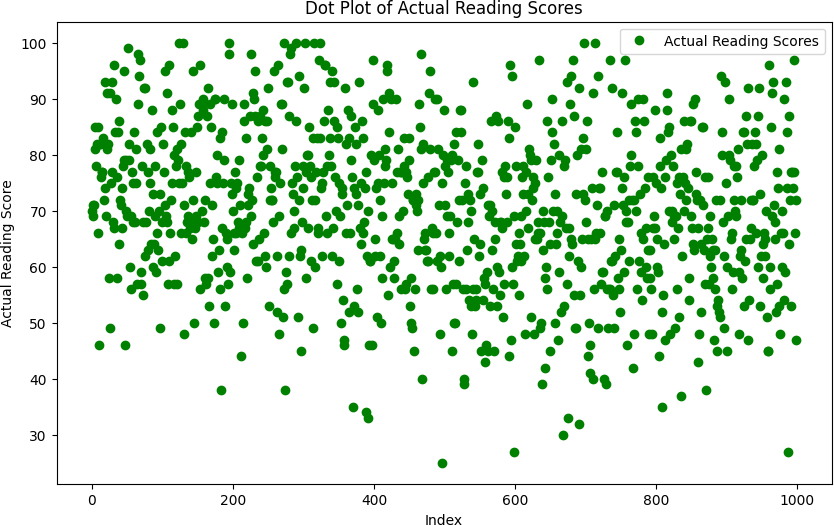 Dot Plot of Actual Reading Scores
Actual Reading Scores
100
90
80
70
60
50
40
30
Actual Reading Score
0 200 400 600 800 1000
Index